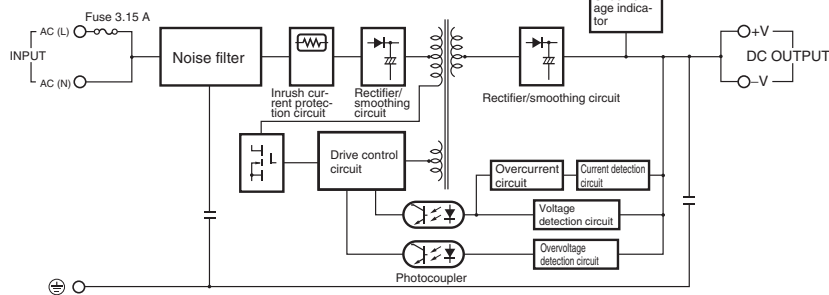 age indica-
tor
Fuse 3.15 A
AC (L)
INPUT
AC (N)
Noise filter
Inrush cur-
rent protec-
tion circuit
Rectifier/
smoothing
circuit
Rectifier/smoothing circuit
+V
DC OUTPUT
–V
Drive control
circuit
Overcurrent
circuit
Current detection
circuit
Voltage
detection circuit
Overvoltage
detection circuit
Photocoupler